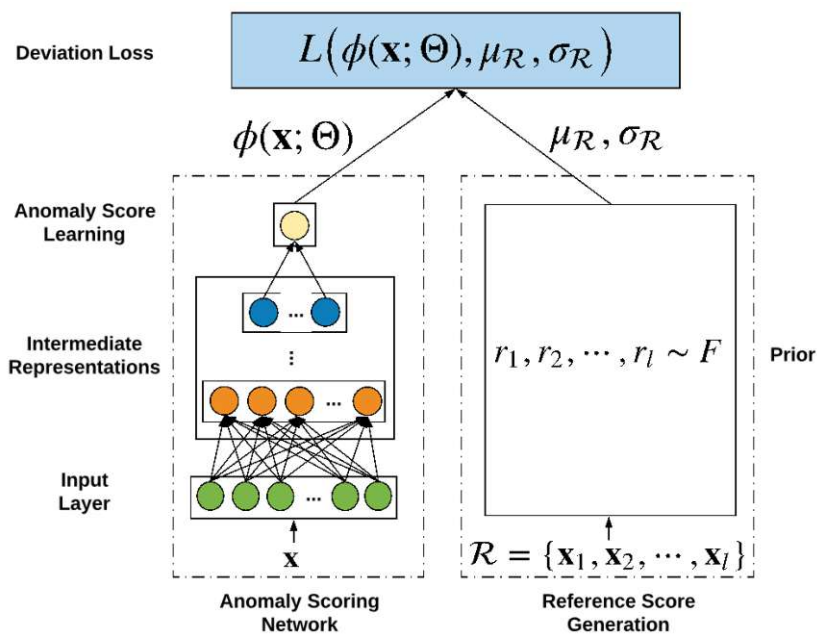 Deviation Loss
L(ϕ(x; Θ), μ_R, σ_R)
ϕ(x; Θ)
μ_R, σ_R
Anomaly Score
Learning
...
Intermediate
Representations
⋮
r_1, r_2, ⋯, r_l ∼ F
Prior
...
Input
Layer
...
x
R = {x_1, x_2, ⋯, x_l}
Anomaly Scoring
Network
Reference Score
Generation